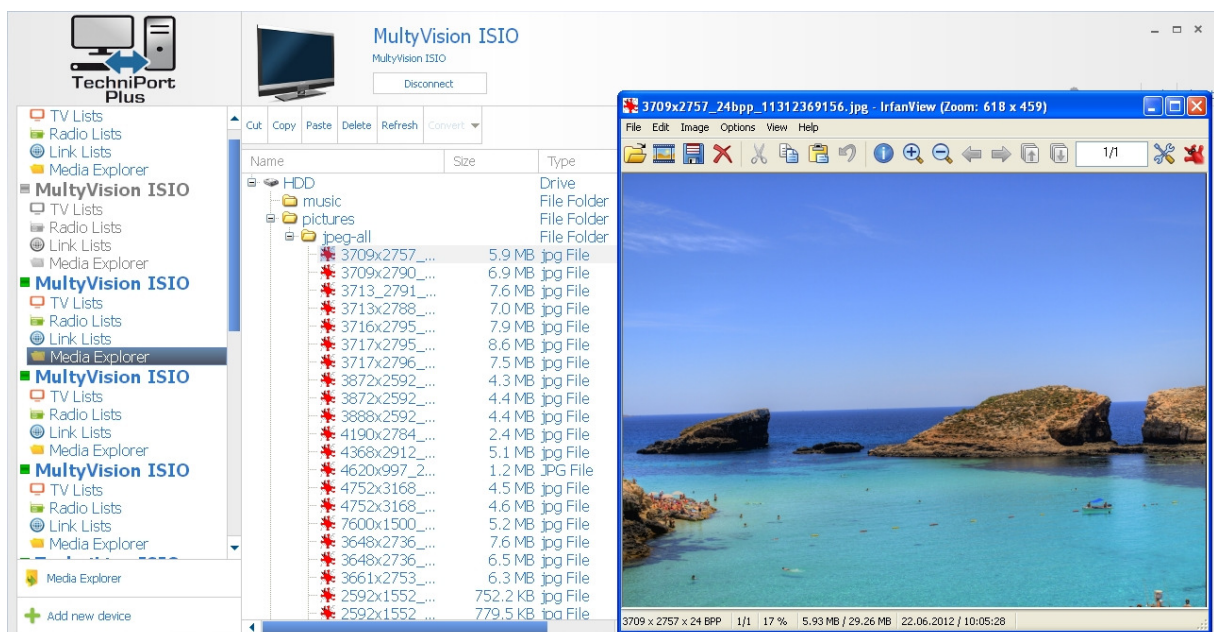 TechniPort
Plus
MultyVision ISIO
MultyVision ISIO
Disconnect
TV Lists
Radio Lists
Link Lists
Media Explorer
MultyVision ISIO
TV Lists
Radio Lists
Link Lists
Media Explorer
MultyVision ISIO
TV Lists
Radio Lists
Link Lists
Media Explorer
MultyVision ISIO
TV Lists
Radio Lists
Link Lists
Media Explorer
MultyVision ISIO
TV Lists
Radio Lists
Link Lists
Media Explorer
Media Explorer
Add new device
Cut Copy Paste Delete Refresh Convert
Name Size Type
HDD Drive
music File Folder
pictures File Folder
jpeg-all File Folder
3709x2757_... 5.9 MB jpg File
3709x2790_... 6.9 MB jpg File
3713_2791_... 7.6 MB jpg File
3713x2788_... 7.0 MB jpg File
3716x2795_... 7.9 MB jpg File
3717x2795_... 8.6 MB jpg File
3717x2796_... 7.5 MB jpg File
3872x2592_... 4.3 MB jpg File
3872x2592_... 4.4 MB jpg File
3888x2592_... 4.4 MB jpg File
4190x2784_... 2.4 MB jpg File
4368x2912_... 5.1 MB jpg File
4620x997_2... 1.2 MB JPG File
4752x3168_... 4.5 MB jpg File
4752x3168_... 4.6 MB jpg File
7600x1500_... 5.2 MB jpg File
3648x2736_... 7.6 MB jpg File
3648x2736_... 6.5 MB jpg File
3661x2753_... 6.3 MB jpg File
2592x1552_... 752.2 KB jpg File
2592x1552_... 779.5 KB jpg File
3709x2757_24bpp_11312369156.jpg - IrfanView (Zoom: 618 x 459)
File Edit Image Options View Help
1/1
3709 x 2757 x 24 BPP 1/1 17 % 5.93 MB / 29.26 MB 22.06.2012 / 10:05:28